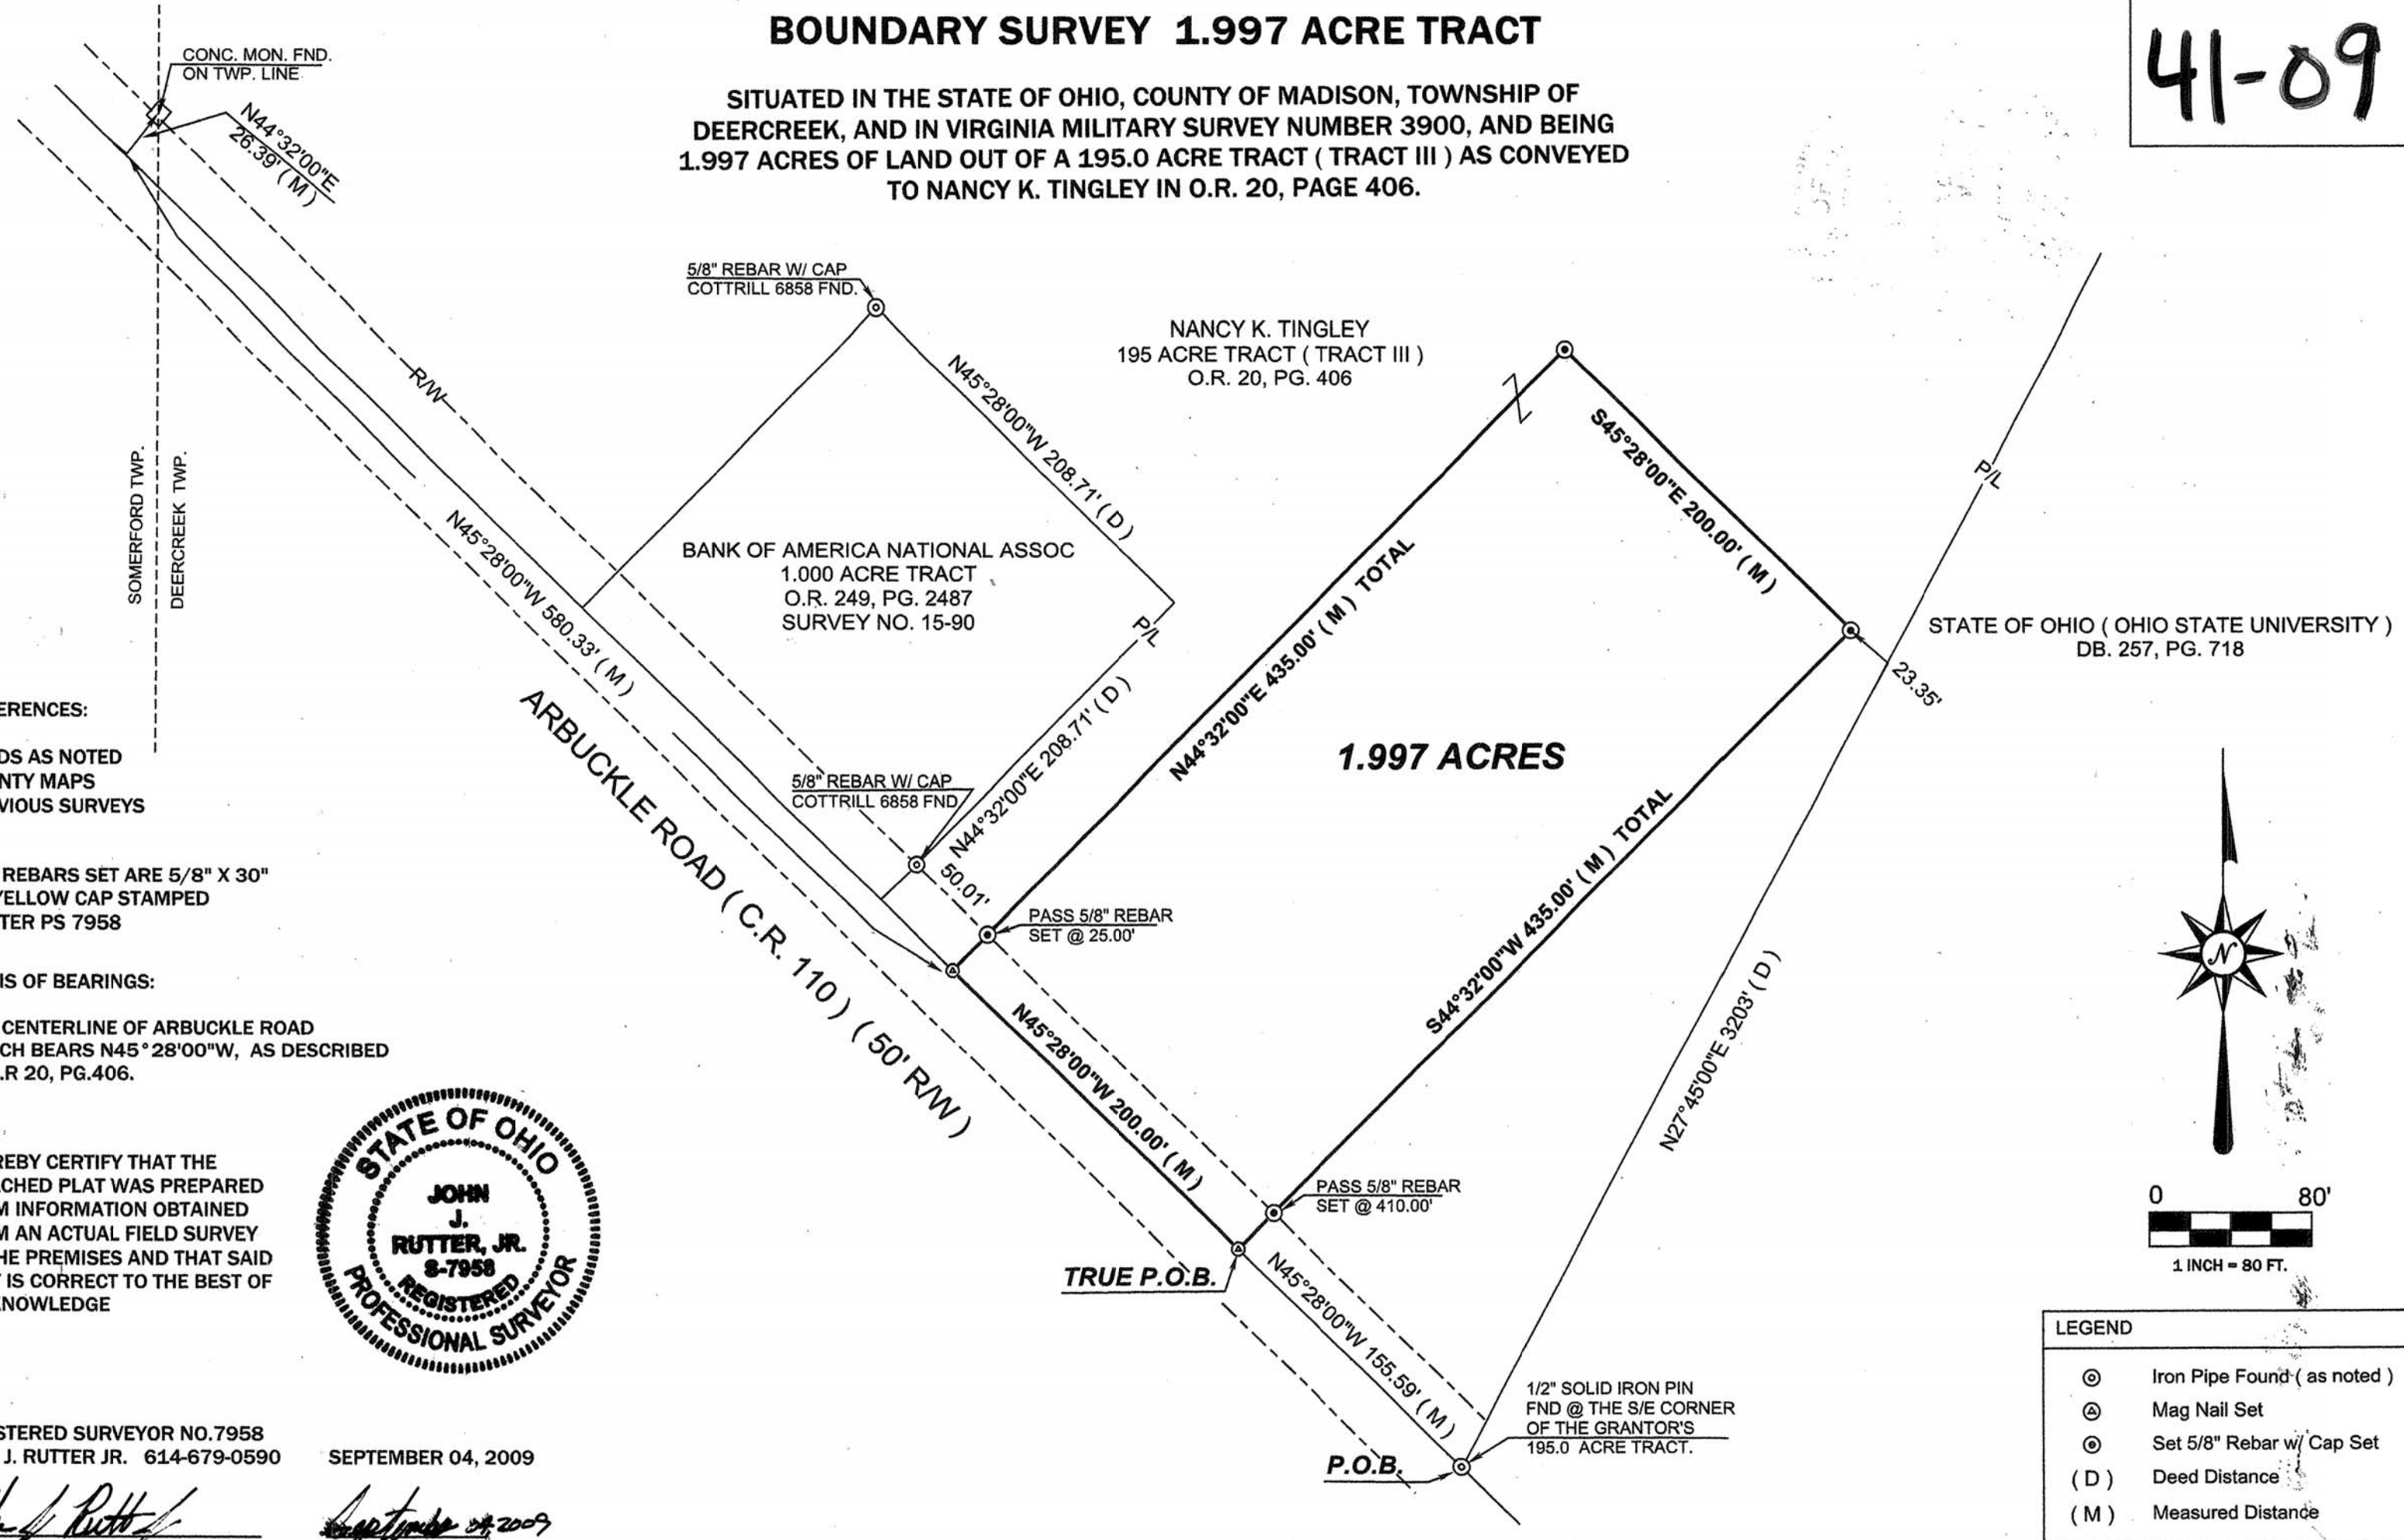 BOUNDARY SURVEY 1.997 ACRE TRACT
41-09
SITUATED IN THE STATE OF OHIO, COUNTY OF MADISON, TOWNSHIP OF
DEERCREEK, AND IN VIRGINIA MILITARY SURVEY NUMBER 3900, AND BEING
1.997 ACRES OF LAND OUT OF A 195.0 ACRE TRACT ( TRACT III ) AS CONVEYED
TO NANCY K. TINGLEY IN O.R. 20, PAGE 406.
CONC. MON. FND.
ON TWP. LINE
N44°32'00"E
26.39' ( M )
5/8" REBAR W/ CAP
COTTRILL 6858 FND.
NANCY K. TINGLEY
195 ACRE TRACT ( TRACT III )
O.R. 20, PG. 406
R/W
N45°28'00"W 208.71' ( D )
S45°28'00"E 200.00' ( M )
P/L
SOMERFORD TWP.
DEERCREEK TWP.
N45°28'00"W 580.33' ( M )
BANK OF AMERICA NATIONAL ASSOC
1.000 ACRE TRACT
O.R. 249, PG. 2487
SURVEY NO. 15-90
P/L
N44°32'00"E 435.00' ( M ) TOTAL
STATE OF OHIO ( OHIO STATE UNIVERSITY )
DB. 257, PG. 718
23.35'
N44°32'00"E 208.71' ( D )
1.997 ACRES
ARBUCKLE ROAD ( C.R. 110 ) ( 50' R/W )
5/8" REBAR W/ CAP
COTTRILL 6858 FND
50.01'
PASS 5/8" REBAR
SET @ 25.00'
S44°32'00"W 435.00' ( M ) TOTAL
N27°45'00"E 3203' ( D )
N45°28'00"W 200.00' ( M )
PASS 5/8" REBAR
SET @ 410.00'
TRUE P.O.B.
N45°28'00"W 155.59' ( M )
1/2" SOLID IRON PIN
FND @ THE S/E CORNER
OF THE GRANTOR'S
195.0 ACRE TRACT.
P.O.B.
ERENCES:
DS AS NOTED
NTY MAPS
VIOUS SURVEYS
REBARS SET ARE 5/8" X 30"
YELLOW CAP STAMPED
TER PS 7958
IS OF BEARINGS:
CENTERLINE OF ARBUCKLE ROAD
CH BEARS N45°28'00"W, AS DESCRIBED
.R 20, PG.406.
REBY CERTIFY THAT THE
CHED PLAT WAS PREPARED
M INFORMATION OBTAINED
M AN ACTUAL FIELD SURVEY
HE PREMISES AND THAT SAID
IS CORRECT TO THE BEST OF
KNOWLEDGE
STATE OF OHIO
JOHN
J.
RUTTER, JR.
S-7958
REGISTERED
PROFESSIONAL SURVEYOR
STERED SURVEYOR NO.7958
J. RUTTER JR. 614-679-0590
SEPTEMBER 04, 2009
September 04, 2009
N
0 80'
1 INCH = 80 FT.
LEGEND
Iron Pipe Found ( as noted )
Mag Nail Set
Set 5/8" Rebar w/ Cap Set
( D ) Deed Distance
( M ) Measured Distance